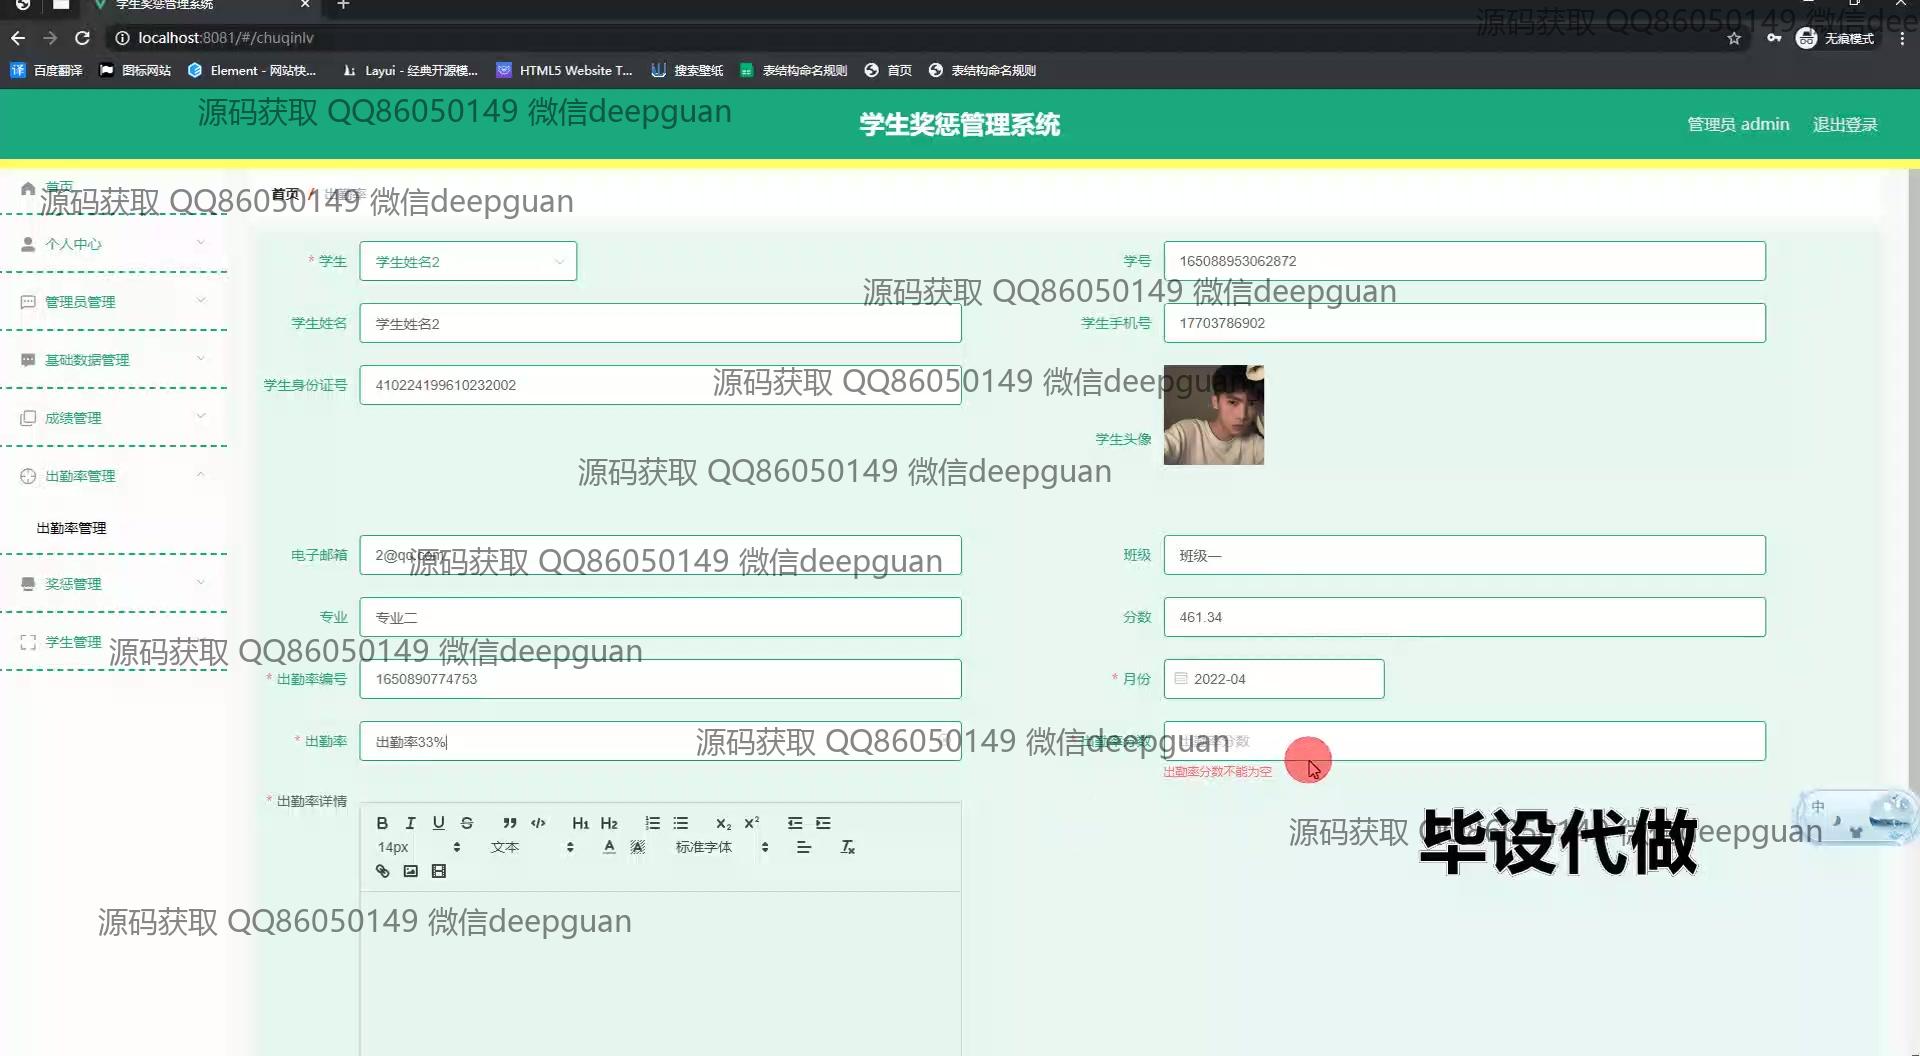 学生奖惩管理系统
localhost:8081/#/chuqinlv
无痕模式
百度翻译
图标网站
Element - 网站快...
Layui - 经典开源模...
HTML5 Website T...
搜索壁纸
表结构命名规则
首页
表结构命名规则
源码获取 QQ86050149 微信dee
源码获取 QQ86050149 微信deepguan
学生奖惩管理系统
管理员 admin
退出登录
首页
源码获取 QQ86050149 微信deepguan
首页 / 出勤率
个人中心
管理员管理
基础数据管理
成绩管理
出勤率管理
出勤率管理
奖惩管理
学生管理
* 学生 学生姓名2
学号 165088953062872
源码获取 QQ86050149 微信deepguan
学生姓名 学生姓名2
学生手机号 17703786902
学生身份证号 410224199610232002
源码获取 QQ86050149 微信deepguan
学生头像
源码获取 QQ86050149 微信deepguan
电子邮箱 2@qq.com
源码获取 QQ86050149 微信deepguan
班级 班级一
专业 专业二
分数 461.34
源码获取 QQ86050149 微信deepguan
* 出勤率编号 1650890774753
* 月份 2022-04
* 出勤率 出勤率33%
源码获取 QQ86050149 微信deepguan
出勤率分数 出勤率分数
出勤率分数不能为空
* 出勤率详情
B I U S H1 H2 X2 X2
14px 文本 A A 标准字体 Tx
源码获取 QQ86050149 微信deepguan
毕设代做
中
源码获取 QQ86050149 微信deepguan